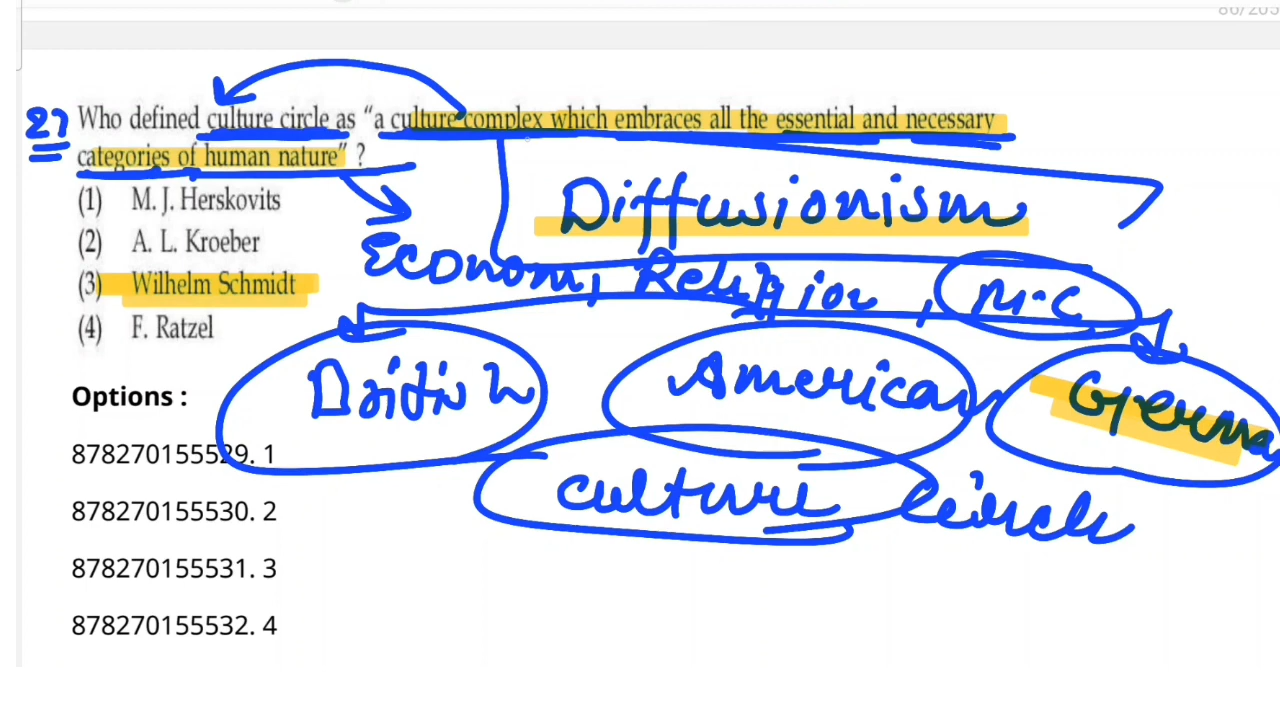 86/205
27 Who defined culture circle as “a culture complex which embraces all the essential and necessary
categories of human nature” ?
(1) M. J. Herskovits
Diffusionism
(2) A. L. Kroeber
Econom, Religion, M.C
(3) Wilhelm Schmidt
(4) F. Ratzel
British American German
Options :
878270155529. 1
culture circle
878270155530. 2
878270155531. 3
878270155532. 4